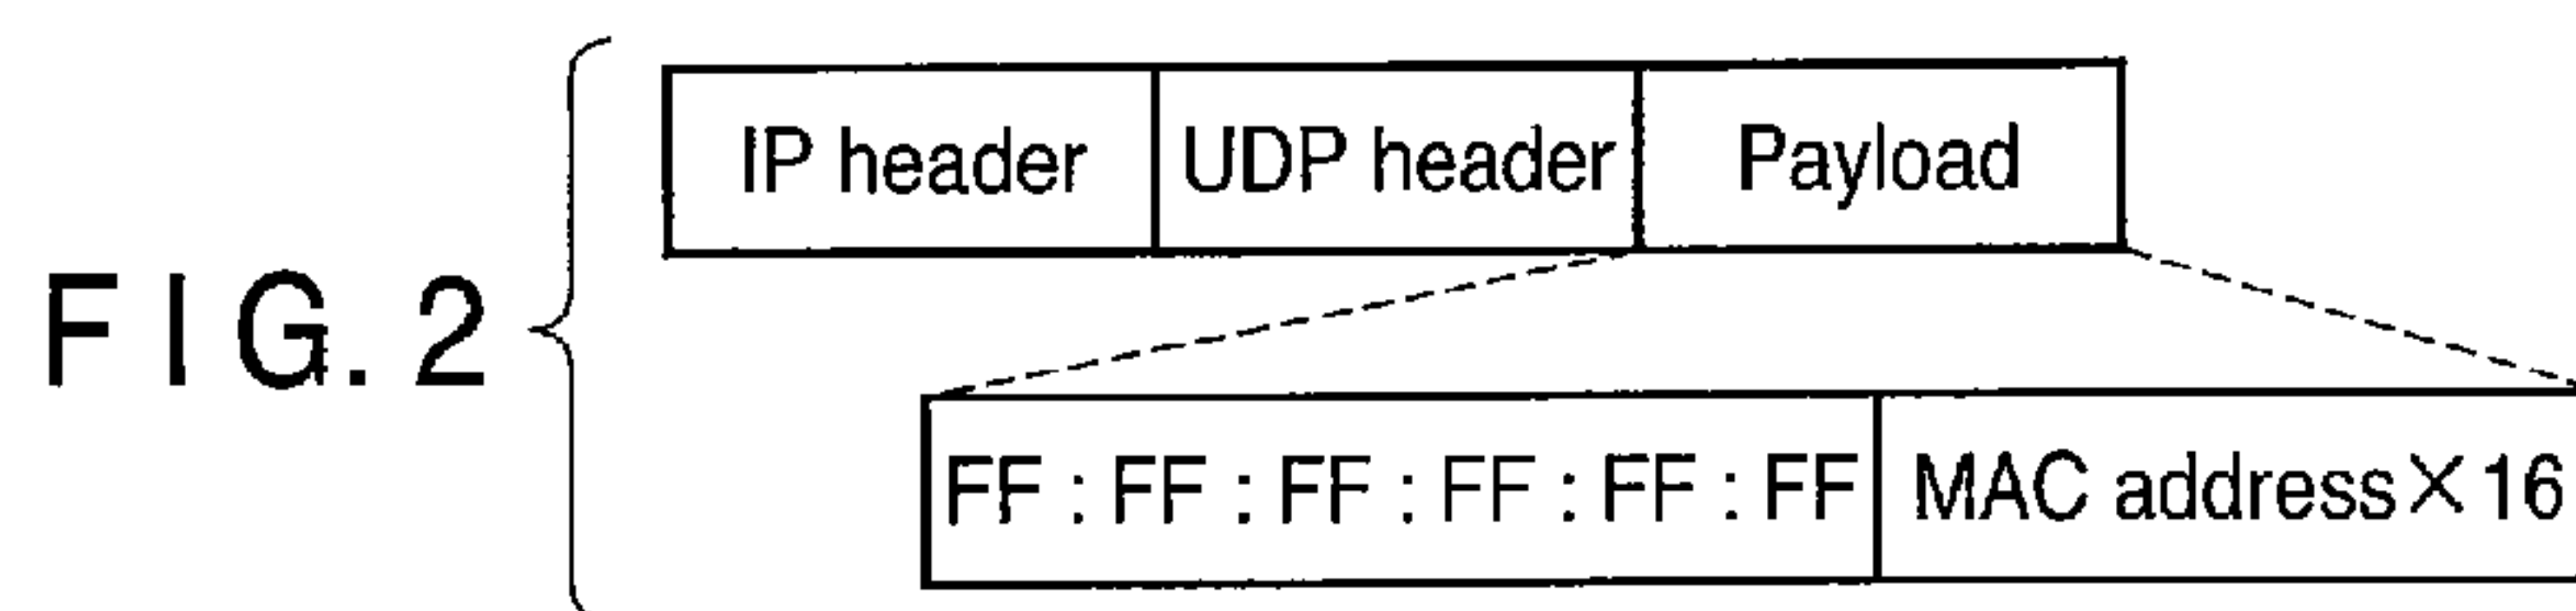 IP header UDP header Payload
FIG. 2
FF : FF : FF : FF : FF : FF MAC address×16